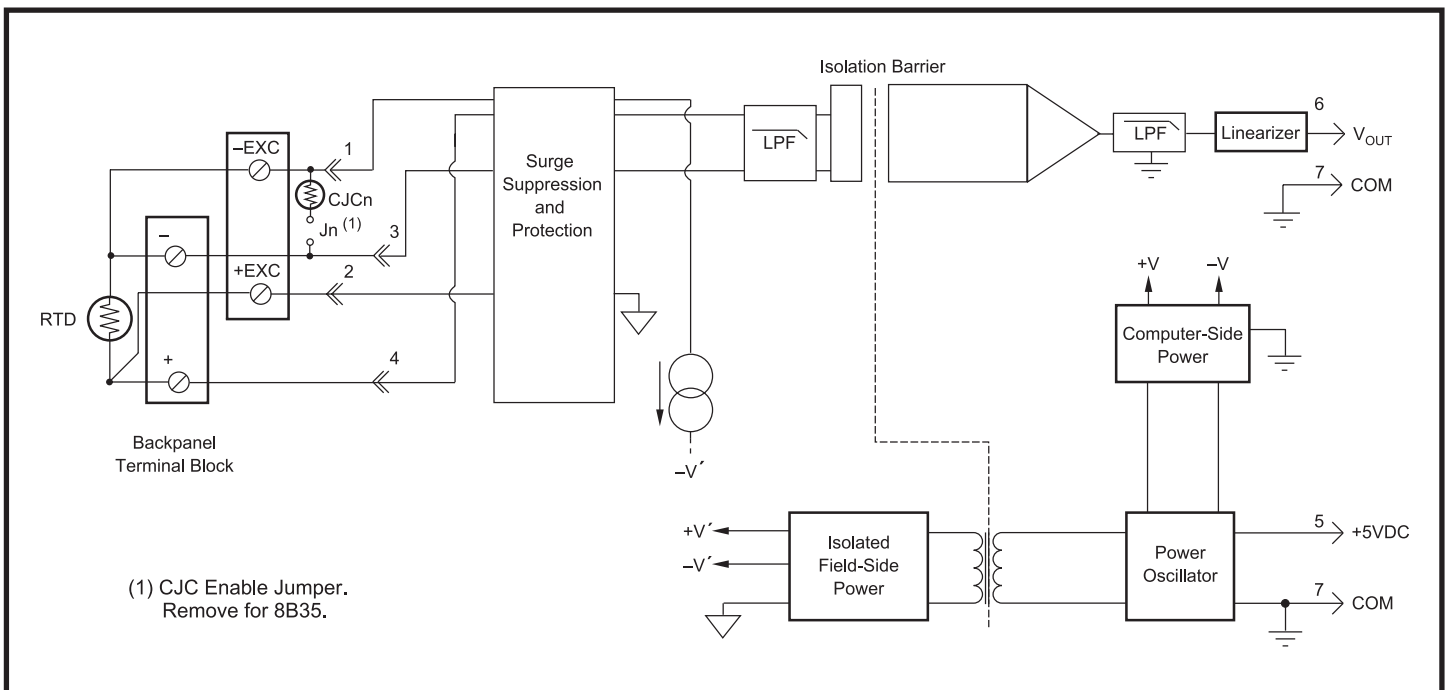 Isolation Barrier
–EXC
1
CJCn
Jn (1)
–
3
+EXC
2
RTD
+
4
Backpanel
Terminal Block
Surge
Suppression
and
Protection
–V′
LPF
LPF
Linearizer
6
VOUT
7
COM
+V
–V
Computer-Side
Power
+V′
–V′
Isolated
Field-Side
Power
Power
Oscillator
5
+5VDC
7
COM
(1) CJC Enable Jumper.
Remove for 8B35.